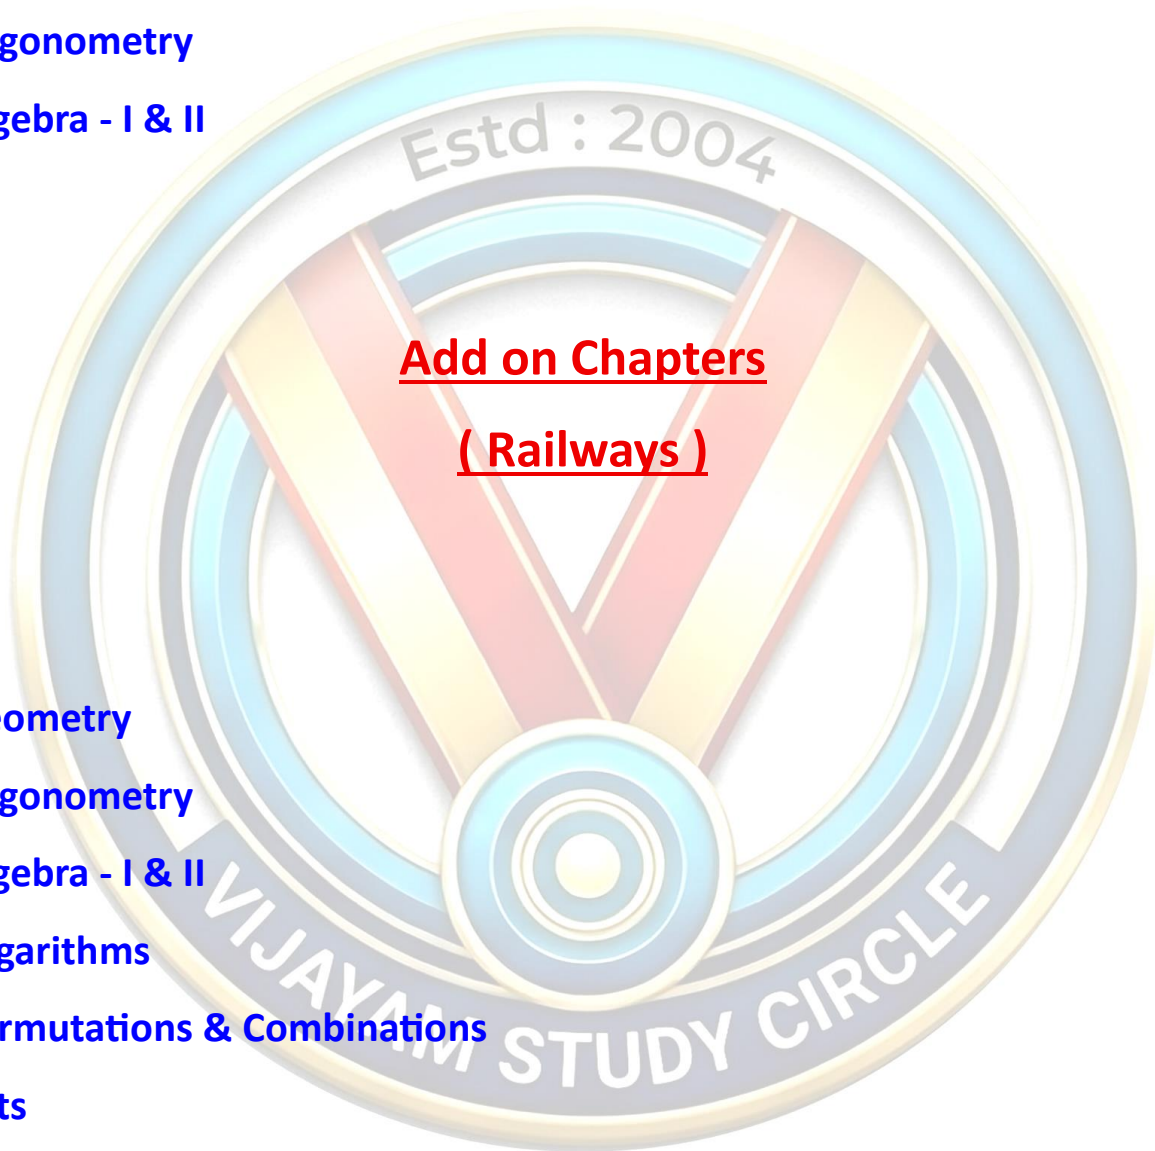 gonometry
gebra - I & II
Estd : 2004
Add on Chapters
( Railways )
ometry
gonometry
gebra - I & II
garithms
rmutations & Combinations
ts
VIJAYAM STUDY CIRCLE